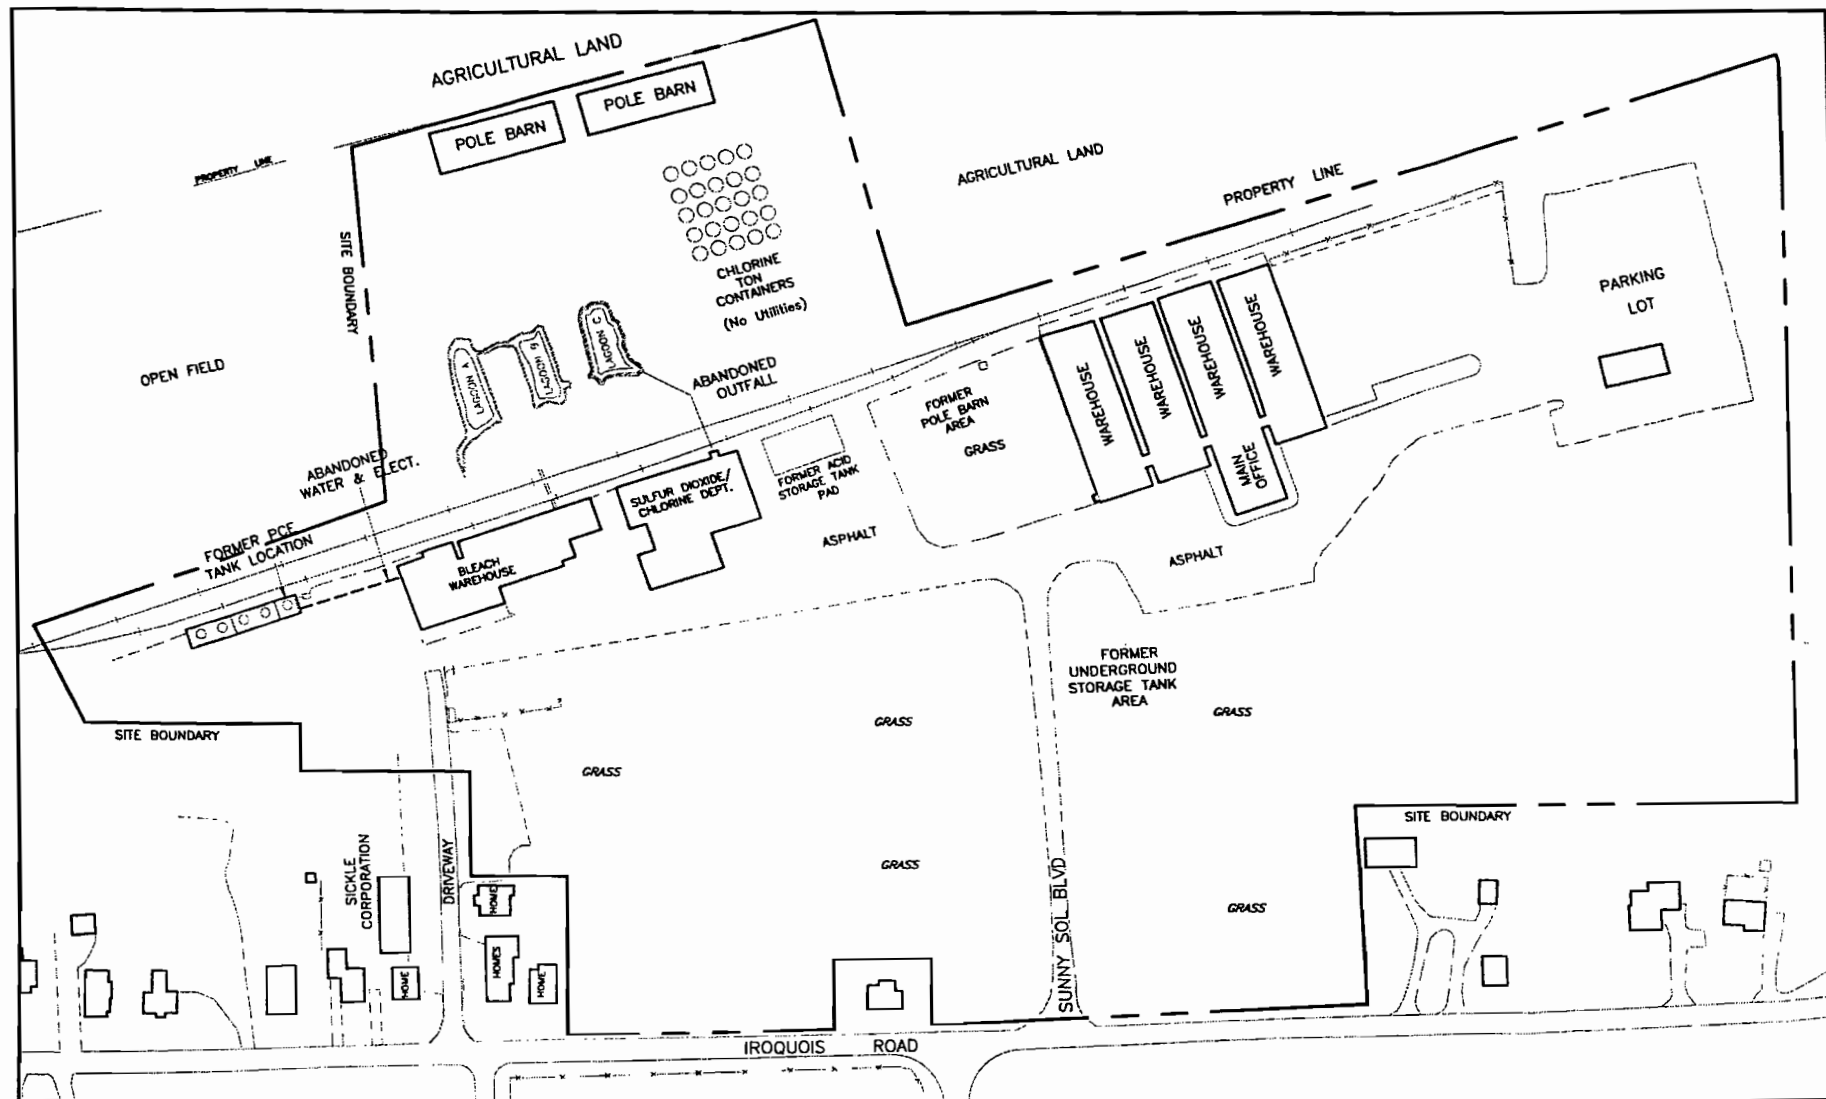 AGRICULTURAL LAND
POLE BARN
POLE BARN
PROPERTY LINE
AGRICULTURAL LAND
PROPERTY LINE
SITE BOUNDARY
CHLORINE
TON
CONTAINERS
(No Utilities)
PARKING
LOT
OPEN FIELD
LAGOON A
LAGOON B
LAGOON C
ABANDONED
OUTFALL
WAREHOUSE
WAREHOUSE
WAREHOUSE
WAREHOUSE
FORMER
POLE BARN
AREA
GRASS
MAIN
OFFICE
ABANDONED
WATER & ELECT.
SULFUR DIOXIDE/
CHLORINE DEPT.
FORMER ACID
STORAGE TANK
PAD
FORMER PCE
TANK LOCATION
BLEACH
WAREHOUSE
ASPHALT
ASPHALT
FORMER
UNDERGROUND
STORAGE TANK
AREA
SITE BOUNDARY
GRASS
GRASS
GRASS
SITE BOUNDARY
SICKLE
CORPORATION
DRIVEWAY
GRASS
SUNNY SOL BLVD
GRASS
HOME
HOMES
HOME
HOME
IROQUOIS ROAD